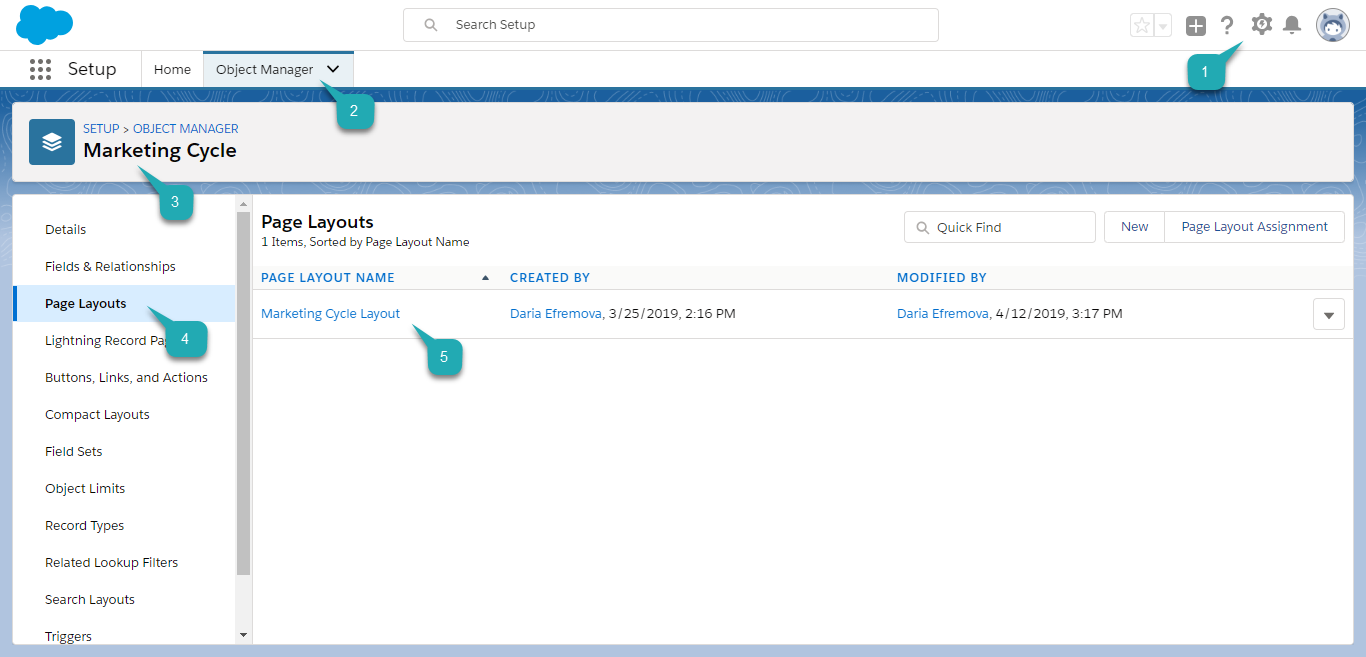 Search Setup
1
Setup
Home
Object Manager
2
SETUP > OBJECT MANAGER
Marketing Cycle
3
Details
Fields & Relationships
Page Layouts
4
Lightning Record
Buttons, Links, and Actions
Compact Layouts
Field Sets
Object Limits
Record Types
Related Lookup Filters
Search Layouts
Triggers
Page Layouts
1 Items, Sorted by Page Layout Name
Quick Find
New
Page Layout Assignment
PAGE LAYOUT NAME CREATED BY MODIFIED BY
Marketing Cycle Layout Daria Efremova, 3/25/2019, 2:16 PM Daria Efremova, 4/12/2019, 3:17 PM
5